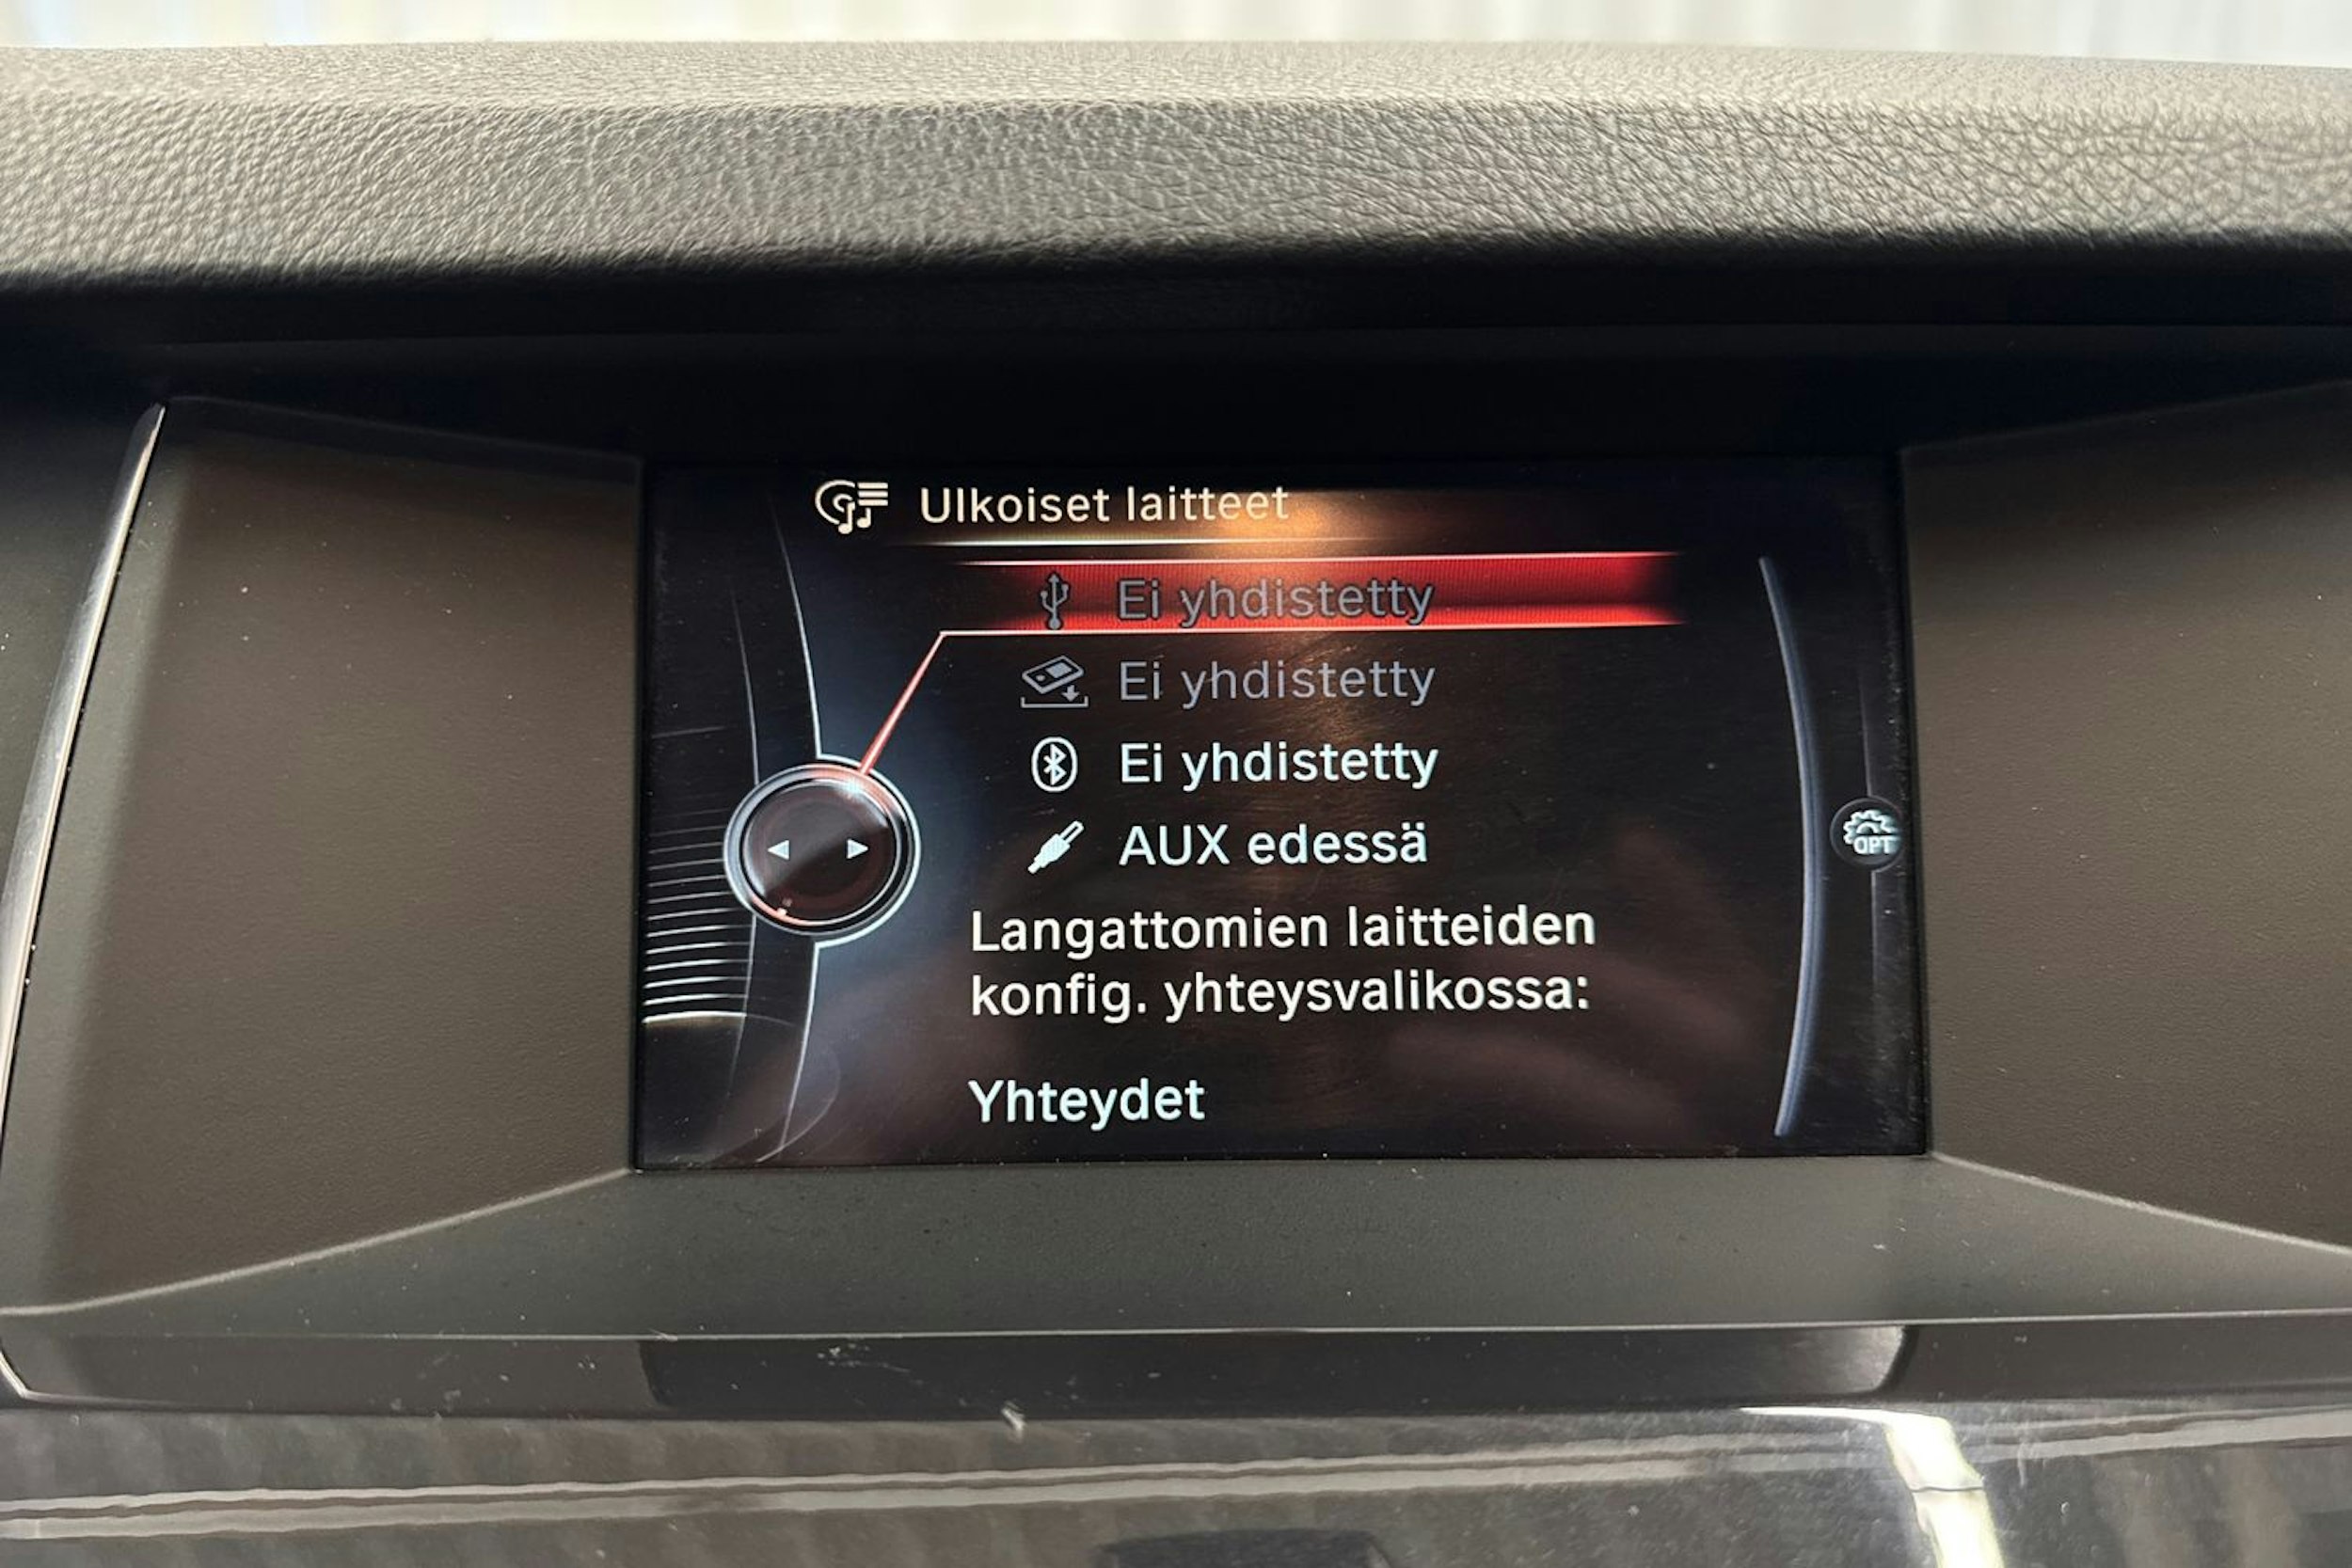 Ulkoiset laitteet
Ei yhdistetty
Ei yhdistetty
Ei yhdistetty
AUX edessä
OPT
Langattomien laitteiden
konfig. yhteysvalikossa:
Yhteydet